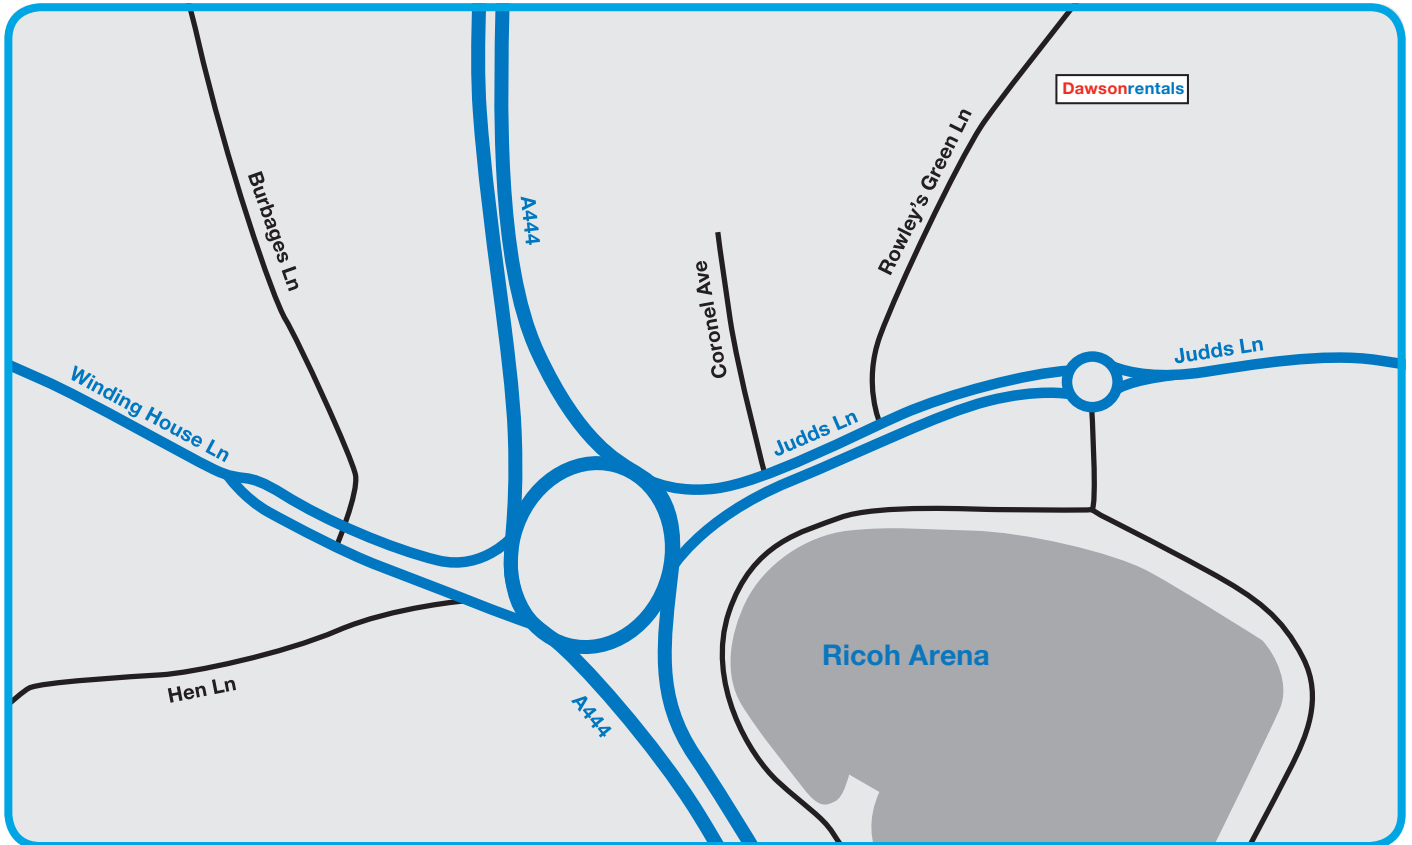 Dawsonrentals
Rowley's Green Ln
Burbages Ln
A444
Coronel Ave
Judds Ln
Judds Ln
Winding House Ln
Ricoh Arena
Hen Ln
A444